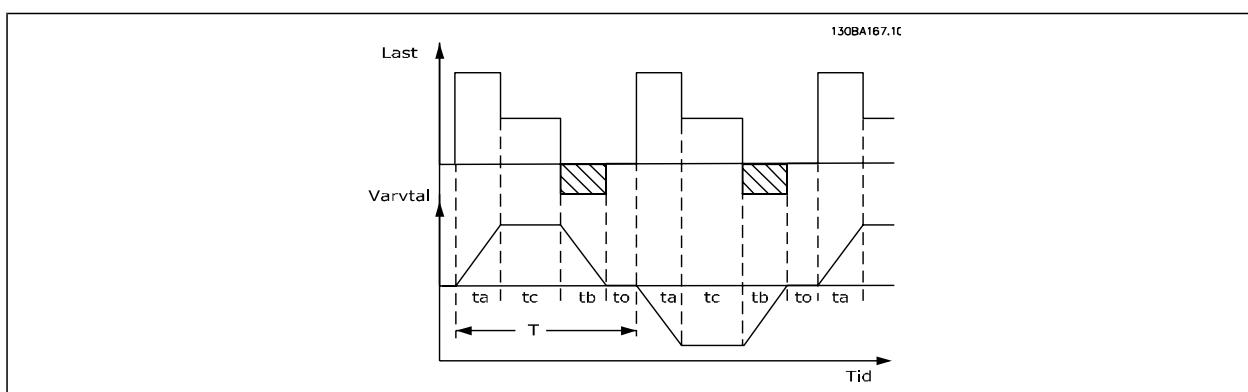 130BA167.10
Last
Varvtal
ta tc tb to ta tc tb to ta
T
Tid